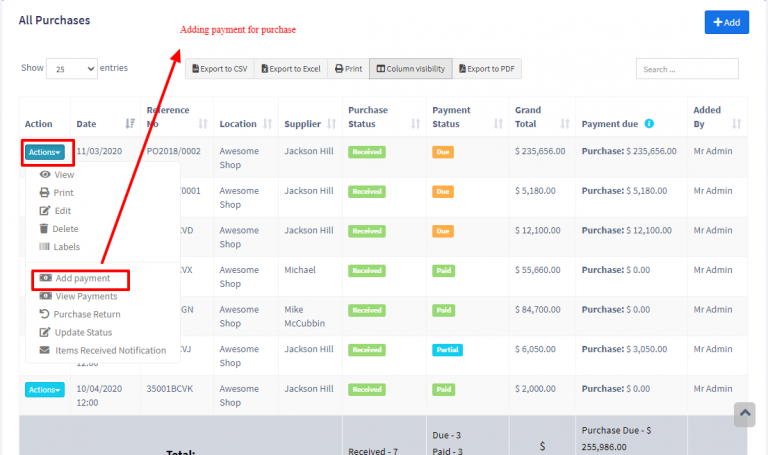 All Purchases
Adding payment for purchase
+Add
Show 25 entries
Export to CSV Export to Excel Print Column visibility Export to PDF
Search ...
Action Date Reference No Location Supplier Purchase Status Payment Status Grand Total Payment due Added By
Actions 11/03/2020 PO2018/0002 Awesome Shop Jackson Hill Received Due $ 235,656.00 Purchase: $ 235,656.00 Mr Admin
View
Print
/0001 Awesome Shop Jackson Hill Received Due $ 5,180.00 Purchase: $ 5,180.00 Mr Admin
Edit
Delete
CVD Awesome Shop Jackson Hill Received Due $ 12,100.00 Purchase: $ 12,100.00 Mr Admin
Labels
CVX Awesome Shop Michael Received Paid $ 55,660.00 Purchase: $ 0.00 Mr Admin
Add payment
View Payments
GN Awesome Shop Mike McCubbin Received Paid $ 84,700.00 Purchase: $ 0.00 Mr Admin
Purchase Return
Update Status
CVJ Awesome Shop Jackson Hill Received Partial $ 6,050.00 Purchase: $ 3,050.00 Mr Admin
Items Received Notification
12:00
Actions 10/04/2020 12:00 35001BCVK Awesome Shop Jackson Hill Received Paid $ 2,000.00 Purchase: $ 0.00 Mr Admin
Total: Received - 7 Due - 3 Paid - 3 $ Purchase Due - $ 255,986.00